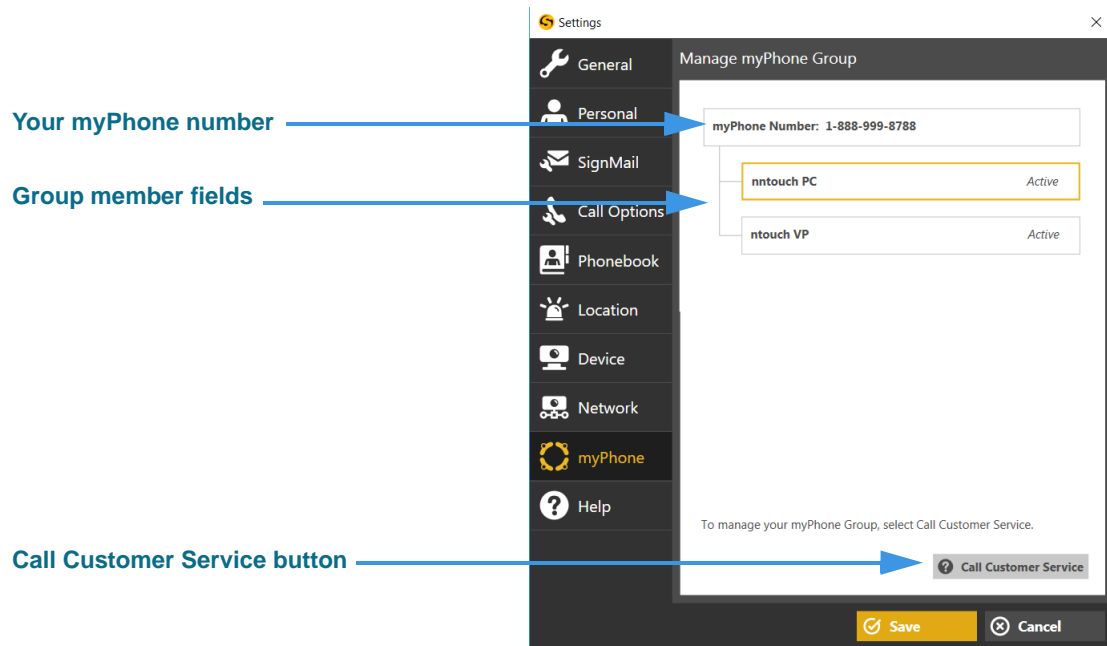 Settings
General
Personal
SignMail
Call Options
Phonebook
Location
Device
Network
myPhone
Help
Manage myPhone Group
myPhone Number: 1-888-999-8788
nntouch PC Active
ntouch VP Active
To manage your myPhone Group, select Call Customer Service.
Call Customer Service
Save
Cancel
Your myPhone number
Group member fields
Call Customer Service button